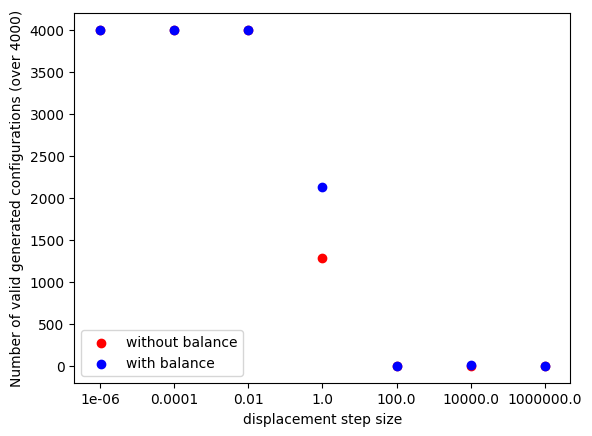 Number of valid generated configurations (over 4000)
4000
3500
3000
2500
2000
1500
1000
500
0
without balance
with balance
1e-06 0.0001 0.01 1.0 100.0 10000.0 1000000.0
displacement step size